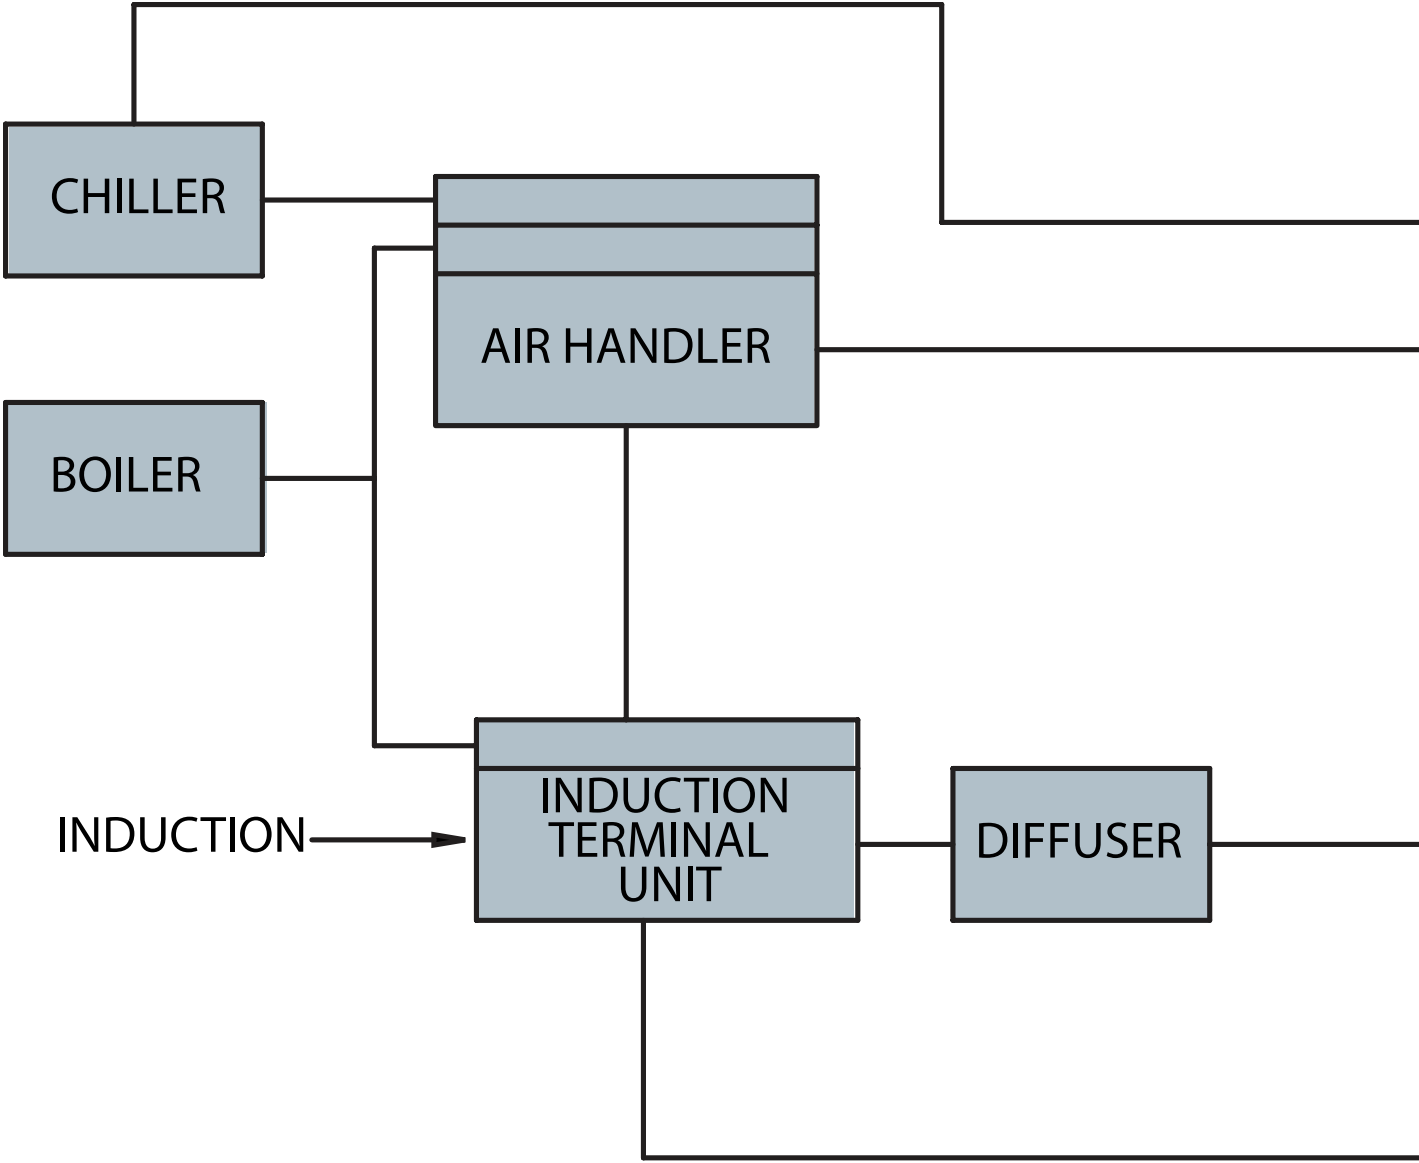 CHILLER
AIR HANDLER
BOILER
INDUCTION
TERMINAL
UNIT
INDUCTION
DIFFUSER